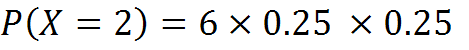 P(X = 2) = 6 × 0.25 × 0.25